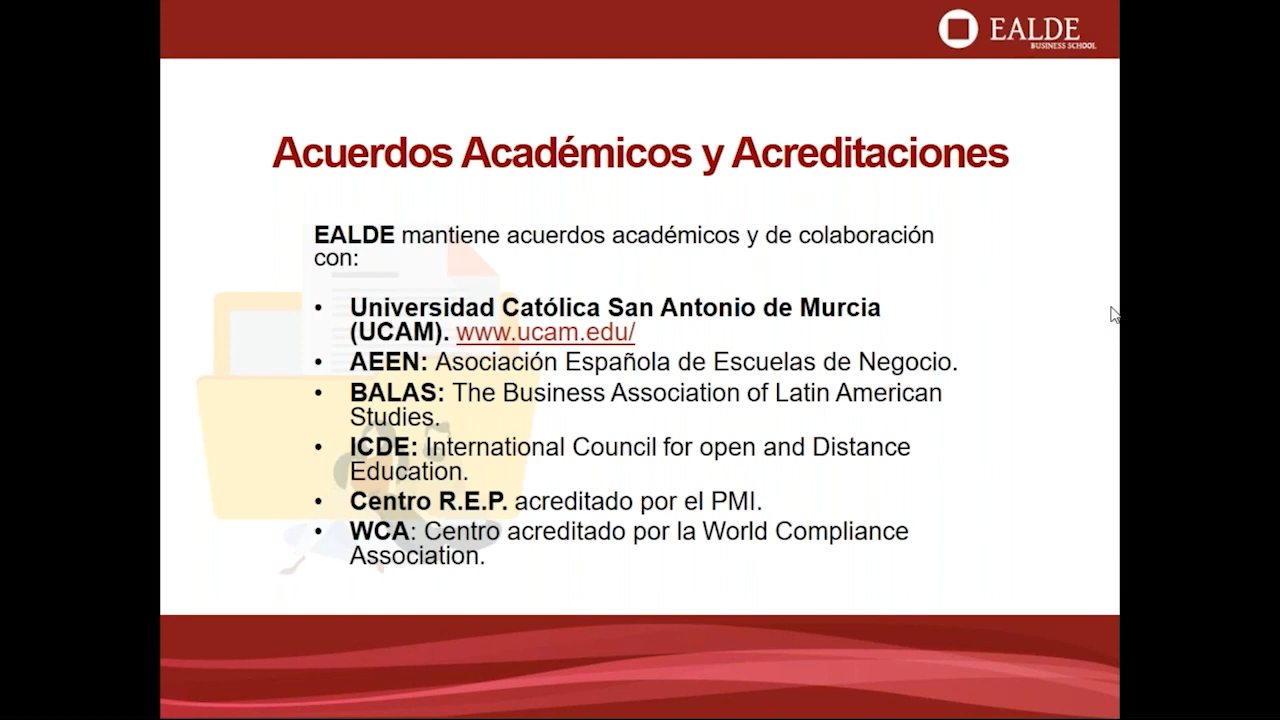 EALDE
BUSINESS SCHOOL
Acuerdos Académicos y Acreditaciones
EALDE mantiene acuerdos académicos y de colaboración
con:
• Universidad Católica San Antonio de Murcia
(UCAM). www.ucam.edu/
• AEEN: Asociación Española de Escuelas de Negocio.
• BALAS: The Business Association of Latin American
Studies.
• ICDE: International Council for open and Distance
Education.
• Centro R.E.P. acreditado por el PMI.
• WCA: Centro acreditado por la World Compliance
Association.